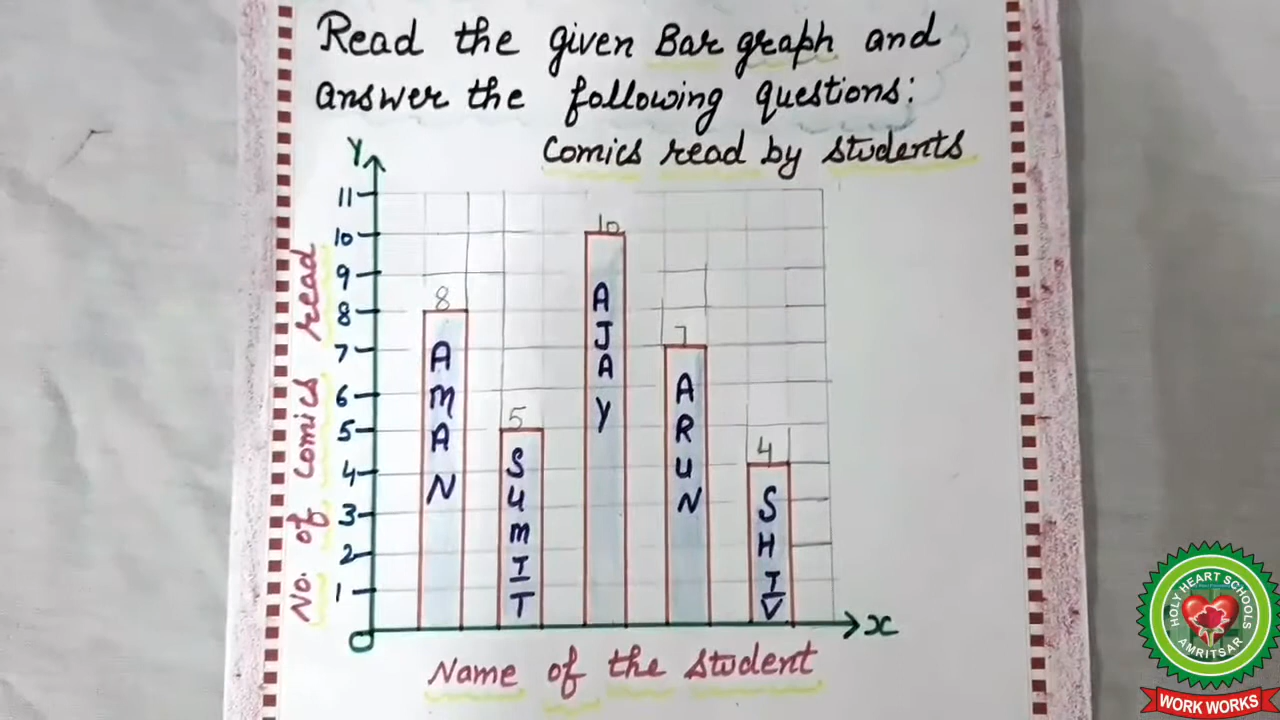 Read the given Bar graph and
answer the following questions:
Comics read by students
Y
11
10
9
8
7
6
5
4
3
2
1
O
No. of comics read
8
AMAN
5
SUMIT
10
AJAY
7
ARUN
4
SHIV
x
Name of the student
HOLY HEART SCHOOLS
AMRITSAR
WORK WORKS